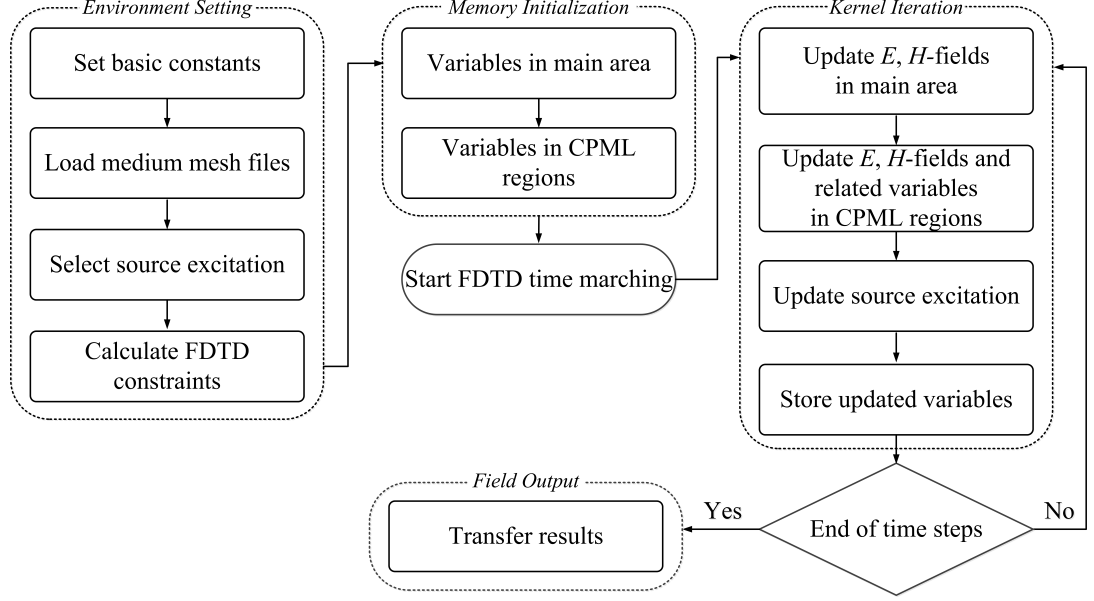 Environment Setting
Set basic constants
Load medium mesh files
Select source excitation
Calculate FDTD
constraints
Memory Initialization
Variables in main area
Variables in CPML
regions
Start FDTD time marching
Kernel Iteration
Update E, H-fields
in main area
Update E, H-fields and
related variables
in CPML regions
Update source excitation
Store updated variables
End of time steps
Yes
No
Field Output
Transfer results